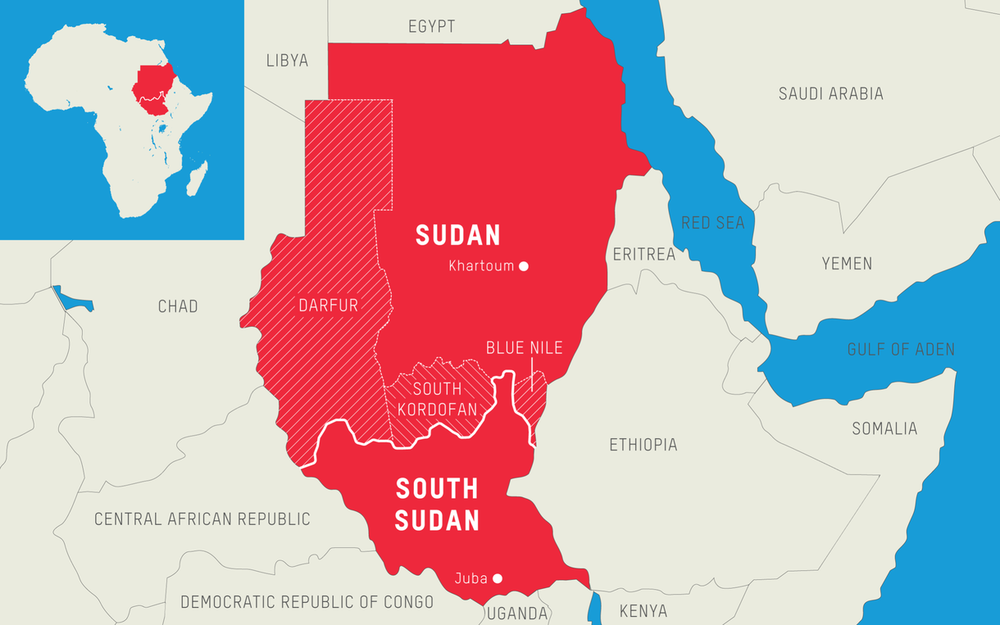 EGYPT
LIBYA
SAUDI ARABIA
RED SEA
SUDAN
Khartoum
ERITREA
YEMEN
CHAD
DARFUR
BLUE NILE
GULF OF ADEN
SOUTH
KORDOFAN
SOMALIA
ETHIOPIA
SOUTH
SUDAN
CENTRAL AFRICAN REPUBLIC
Juba
DEMOCRATIC REPUBLIC OF CONGO
UGANDA
KENYA